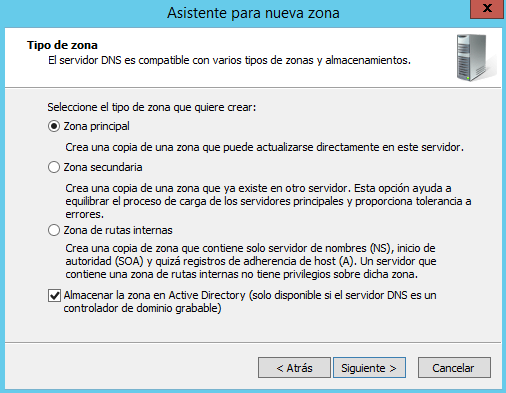 Asistente para nueva zona
x
Tipo de zona
El servidor DNS es compatible con varios tipos de zonas y almacenamientos.
Seleccione el tipo de zona que quiere crear:
Zona principal
Crea una copia de una zona que puede actualizarse directamente en este servidor.
Zona secundaria
Crea una copia de una zona que ya existe en otro servidor. Esta opción ayuda a
equilibrar el proceso de carga de los servidores principales y proporciona tolerancia a
errores.
Zona de rutas internas
Crea una copia de zona que contiene solo servidor de nombres (NS), inicio de
autoridad (SOA) y quizá registros de adherencia de host (A). Un servidor que
contiene una zona de rutas internas no tiene privilegios sobre dicha zona.
Almacenar la zona en Active Directory (solo disponible si el servidor DNS es un
controlador de dominio grabable)
< Atrás
Siguiente >
Cancelar